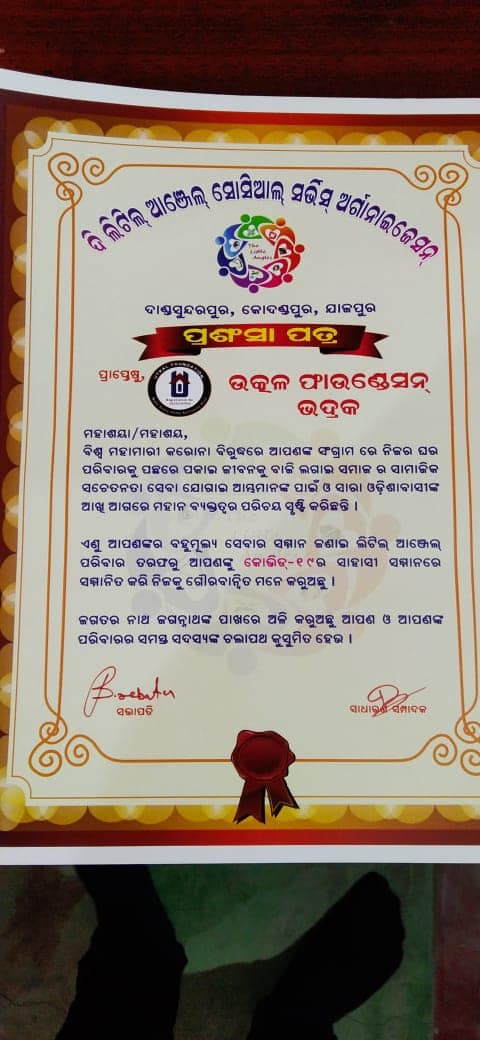 ଦି ଲିଟିଲ୍ ଆଞ୍ଜେଲ୍ ସୋସିଆଲ୍ ସର୍ଭିସ୍ ଅର୍ଗାନାଇଜେସନ୍
The Little Angles
ଦାଣ୍ଡସୁନ୍ଦରପୁର, କୋଦଣ୍ଡପୁର, ଯାଜପୁର
ପ୍ରଶଂସା ପତ୍ର
ପ୍ରାପ୍ତେଷୁ,
ଉତ୍କଳ ଫାଉଣ୍ଡେସନ୍
ଭଦ୍ରକ
ମହାଶୟା/ମହାଶୟ,
ବିଶ୍ୱ ମହାମାରୀ କରୋନା ବିରୁଦ୍ଧରେ ଆପଣଙ୍କ ସଂଗ୍ରାମ ରେ ନିଜର ଘର
ପରିବାରକୁ ପଛରେ ପକାଇ ଜୀବନକୁ ବାଜି ଲଗାଇ ସମାଜ ର ସାମାଜିକ
ସଚେତନତା ସେବା ଯୋଗାଇ ଆମ୍ଭମାନଙ୍କ ପାଇଁ ଓ ସାରା ଓଡ଼ିଶାବାସୀଙ୍କ
ଆଖି ଆଗରେ ମହାନ୍ ବ୍ୟକ୍ତତ୍ୱର ପରିଚୟ ସୃଷ୍ଟି କରିଛନ୍ତି ।
ଏଣୁ ଆପଣଙ୍କର ବହୁମୂଲ୍ୟ ସେବାର ସମ୍ମାନ ଜଣାଇ ଲିଟିଲ୍ ଆଞ୍ଜେଲ୍
ପରିବାର ତରଫରୁ ଆପଣଙ୍କୁ କୋଭିଡ୍-୧୯ର ସାହାସୀ ସମ୍ମାନରେ
ସମ୍ମାନିତ କରି ନିଜକୁ ଗୌରବାନ୍ୱିତ ମନେ କରୁଅଛୁ ।
ଜଗତର ନାଥ ଜଗନ୍ନାଥଙ୍କ ପାଖରେ ଅଳି କରୁଅଛୁ ଆପଣ ଓ ଆପଣଙ୍କ
ପରିବାରର ସମସ୍ତ ସଦସ୍ୟଙ୍କ ଚଲାପଥ କୁସୁମିତ ହେଉ ।
ସଭାପତି
ସାଧାରଣ ସମ୍ପାଦକ